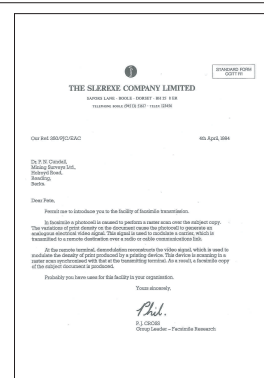 STANDARD FORM
CCITT R1
THE SLEREXE COMPANY LIMITED
SAPORS LANE · BOOLE · DORSET · BH 25 8 ER
TELEPHONE BOOLE (945 13) 51617 · TELEX 123456
Our Ref. 350/PJC/EAC
4th April, 1984.
Dr. P. N. Cundall,
Mining Surveys Ltd.,
Holroyd Road,
Reading,
Berks.
Dear Pete,
Permit me to introduce you to the facility of facsimile transmission.
In facsimile a photocell is caused to perform a raster scan over the subject copy.
The variations of print density on the document cause the photocell to generate an
analogous electrical video signal. This signal is used to modulate a carrier, which is
transmitted to a remote destination over a radio or cable communications link.
At the remote terminal, demodulation reconstructs the video signal, which is used to
modulate the density of print produced by a printing device. This device is scanning in a
raster scan synchronised with that at the transmitting terminal. As a result, a facsimile copy
of the subject document is produced.
Probably you have uses for this facility in your organisation.
Yours sincerely,
Phil.
P. J. CROSS
Group Leader – Facsimile Research